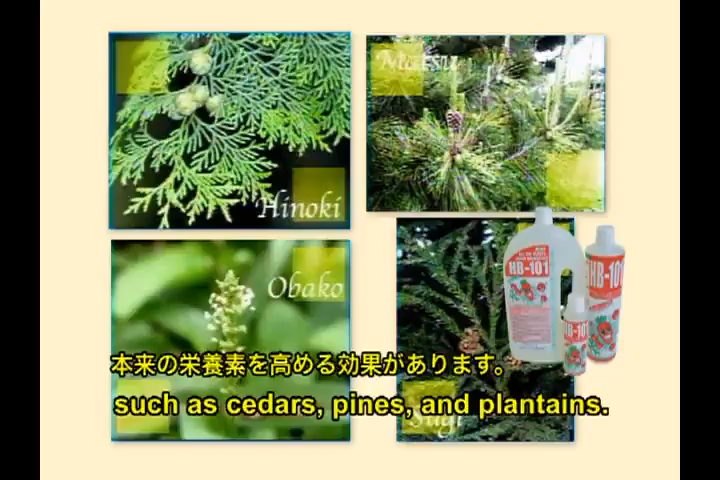 Matsu
Hinoki
Obako
HB-101
HB-101
HB-101
本来の栄養素を高める効果があります。
such as cedars, pines, and plantains.
Sugi